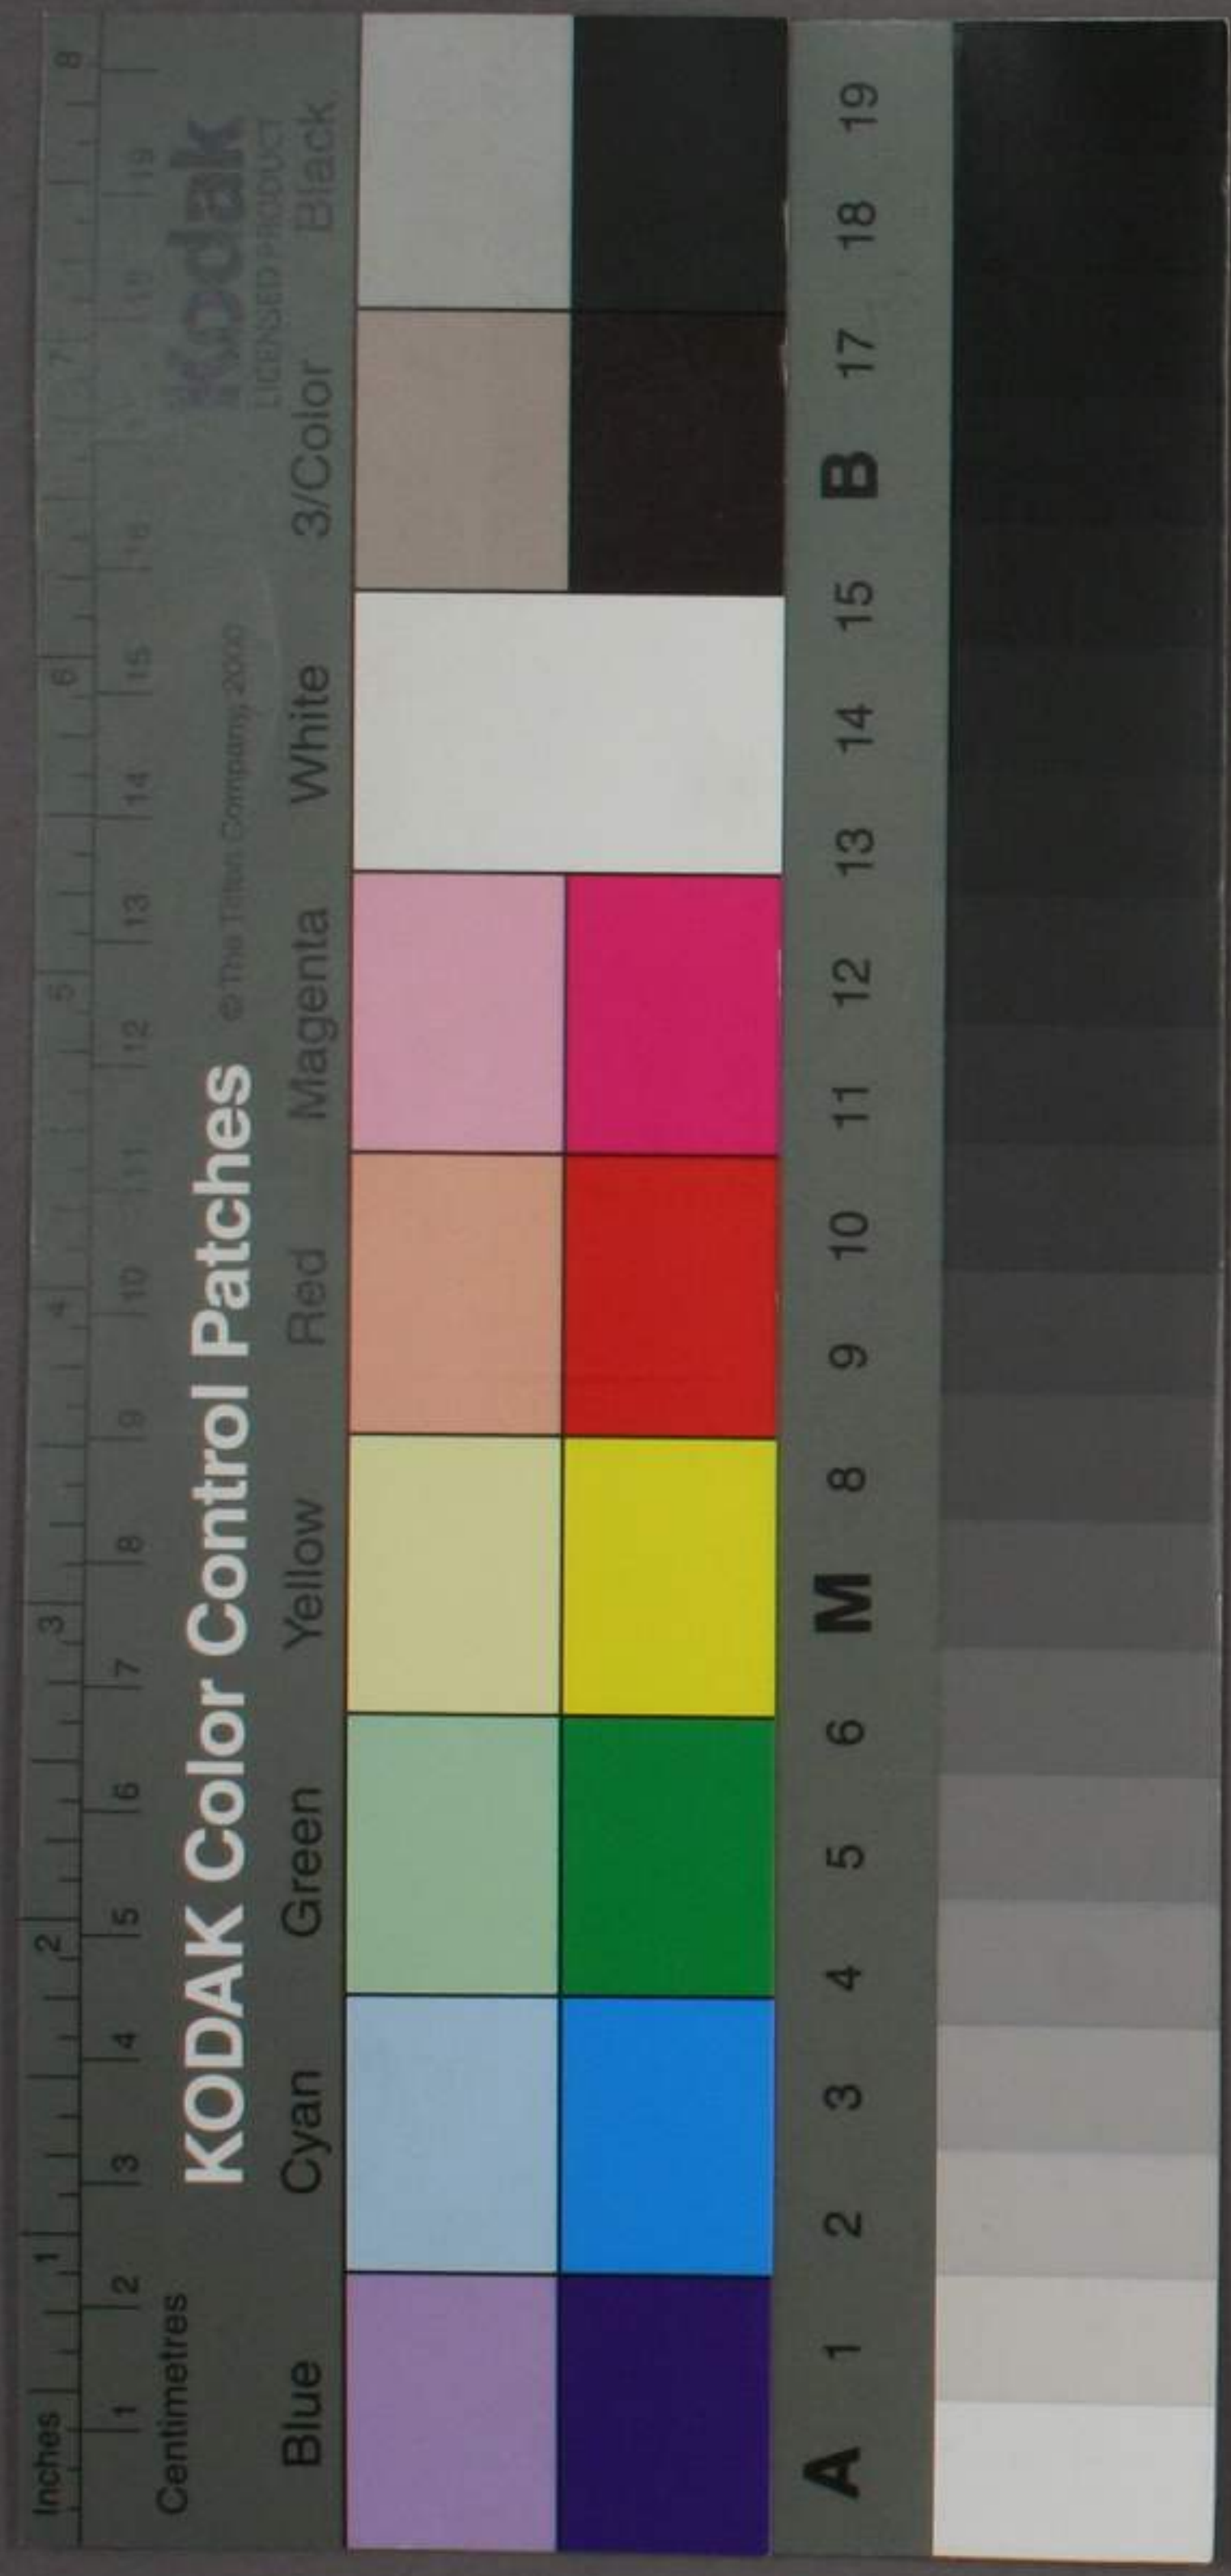 Inches 1 2 3 4 5 6 7 8
Centimetres 1 2 3 4 5 6 7 8 9 10 11 12 13 14 15 16 18 19
KODAK Color Control Patches © The Tiffen Company, 2000 Kodak
LICENSED PRODUCT
Blue Cyan Green Yellow Red Magenta White 3/Color Black
A 1 2 3 4 5 6 M 8 9 10 11 12 13 14 15 B 17 18 19